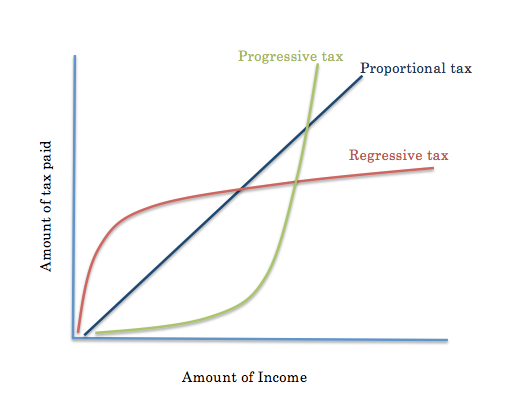 Progressive tax
Proportional tax
Regressive tax
Amount of tax paid
Amount of Income